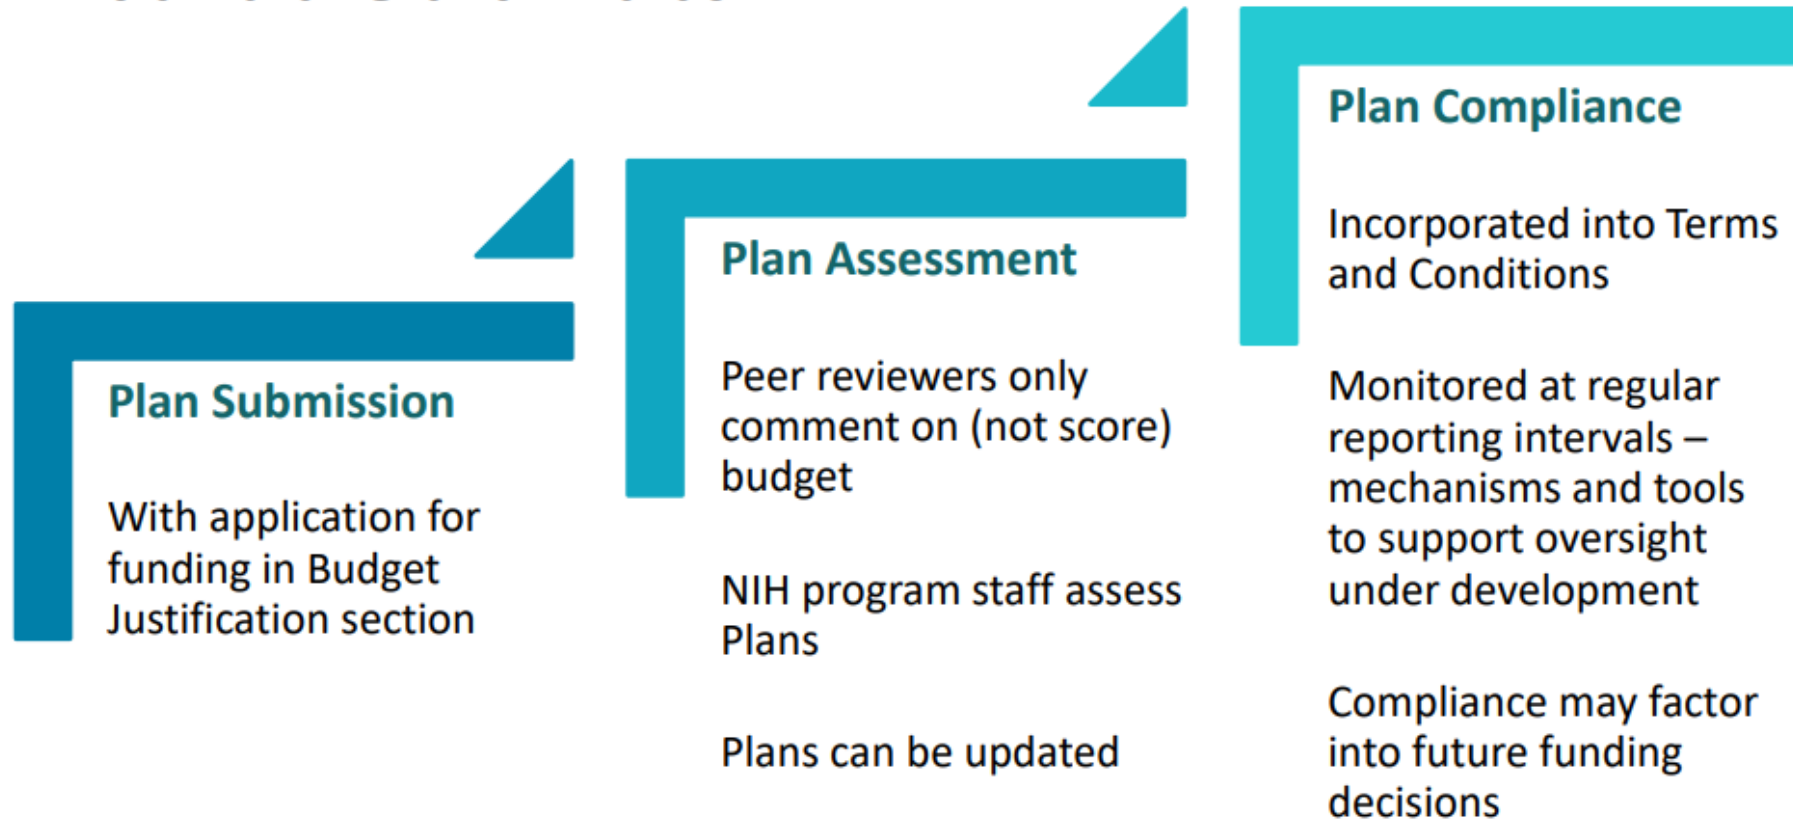 Plan Submission
With application for
funding in Budget
Justification section
Plan Assessment
Peer reviewers only
comment on (not score)
budget
NIH program staff assess
Plans
Plans can be updated
Plan Compliance
Incorporated into Terms
and Conditions
Monitored at regular
reporting intervals –
mechanisms and tools
to support oversight
under development
Compliance may factor
into future funding
decisions